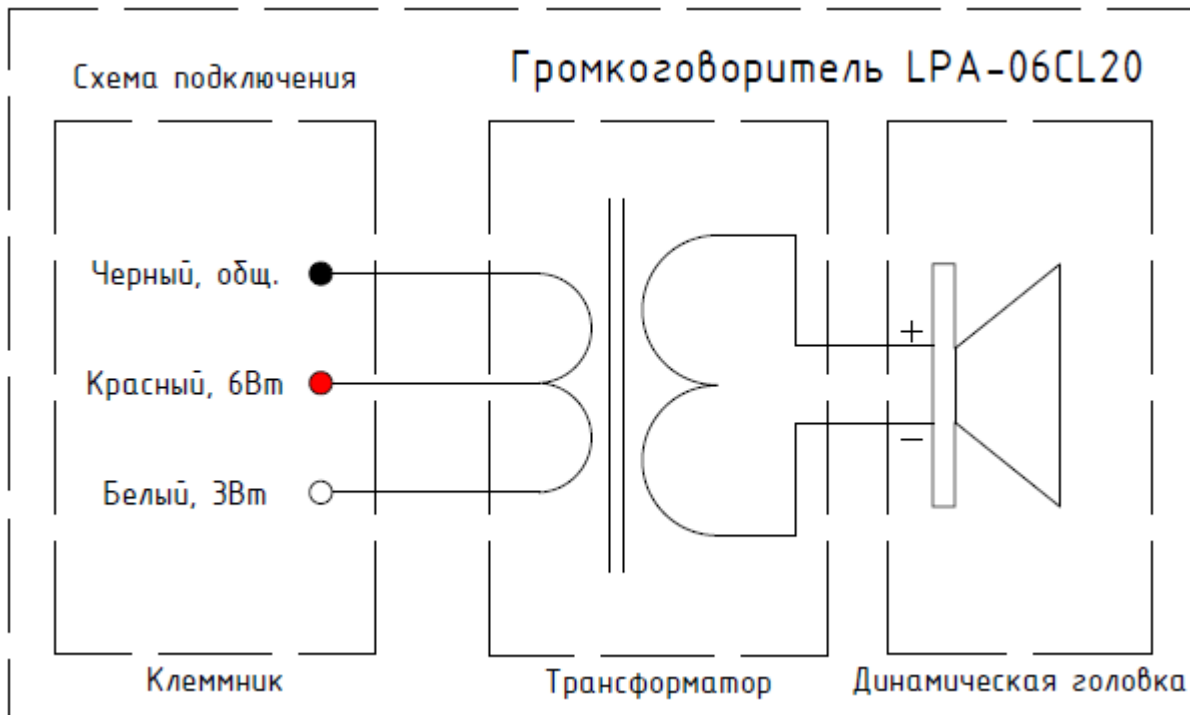 Громкоговоритель LPA-06CL20
Схема подключения
Черный, общ.
Красный, 6Вт
Белый, 3Вт
+
−
Клеммник
Трансформатор
Динамическая головка